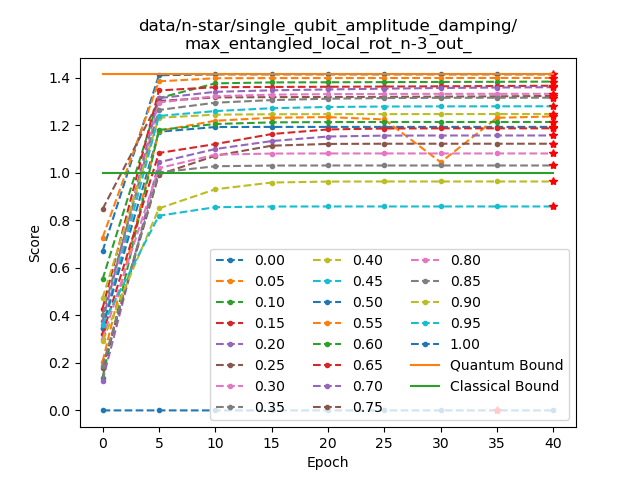 data/n-star/single_qubit_amplitude_damping/
max_entangled_local_rot_n-3_out_
1.4
1.2
1.0
0.8
0.6
0.4
0.2
0.0
Score
0.00 0.40 0.80
0.05 0.45 0.85
0.10 0.50 0.90
0.15 0.55 0.95
0.20 0.60 1.00
0.25 0.65 Quantum Bound
0.30 0.70 Classical Bound
0.35 0.75
0 5 10 15 20 25 30 35 40
Epoch